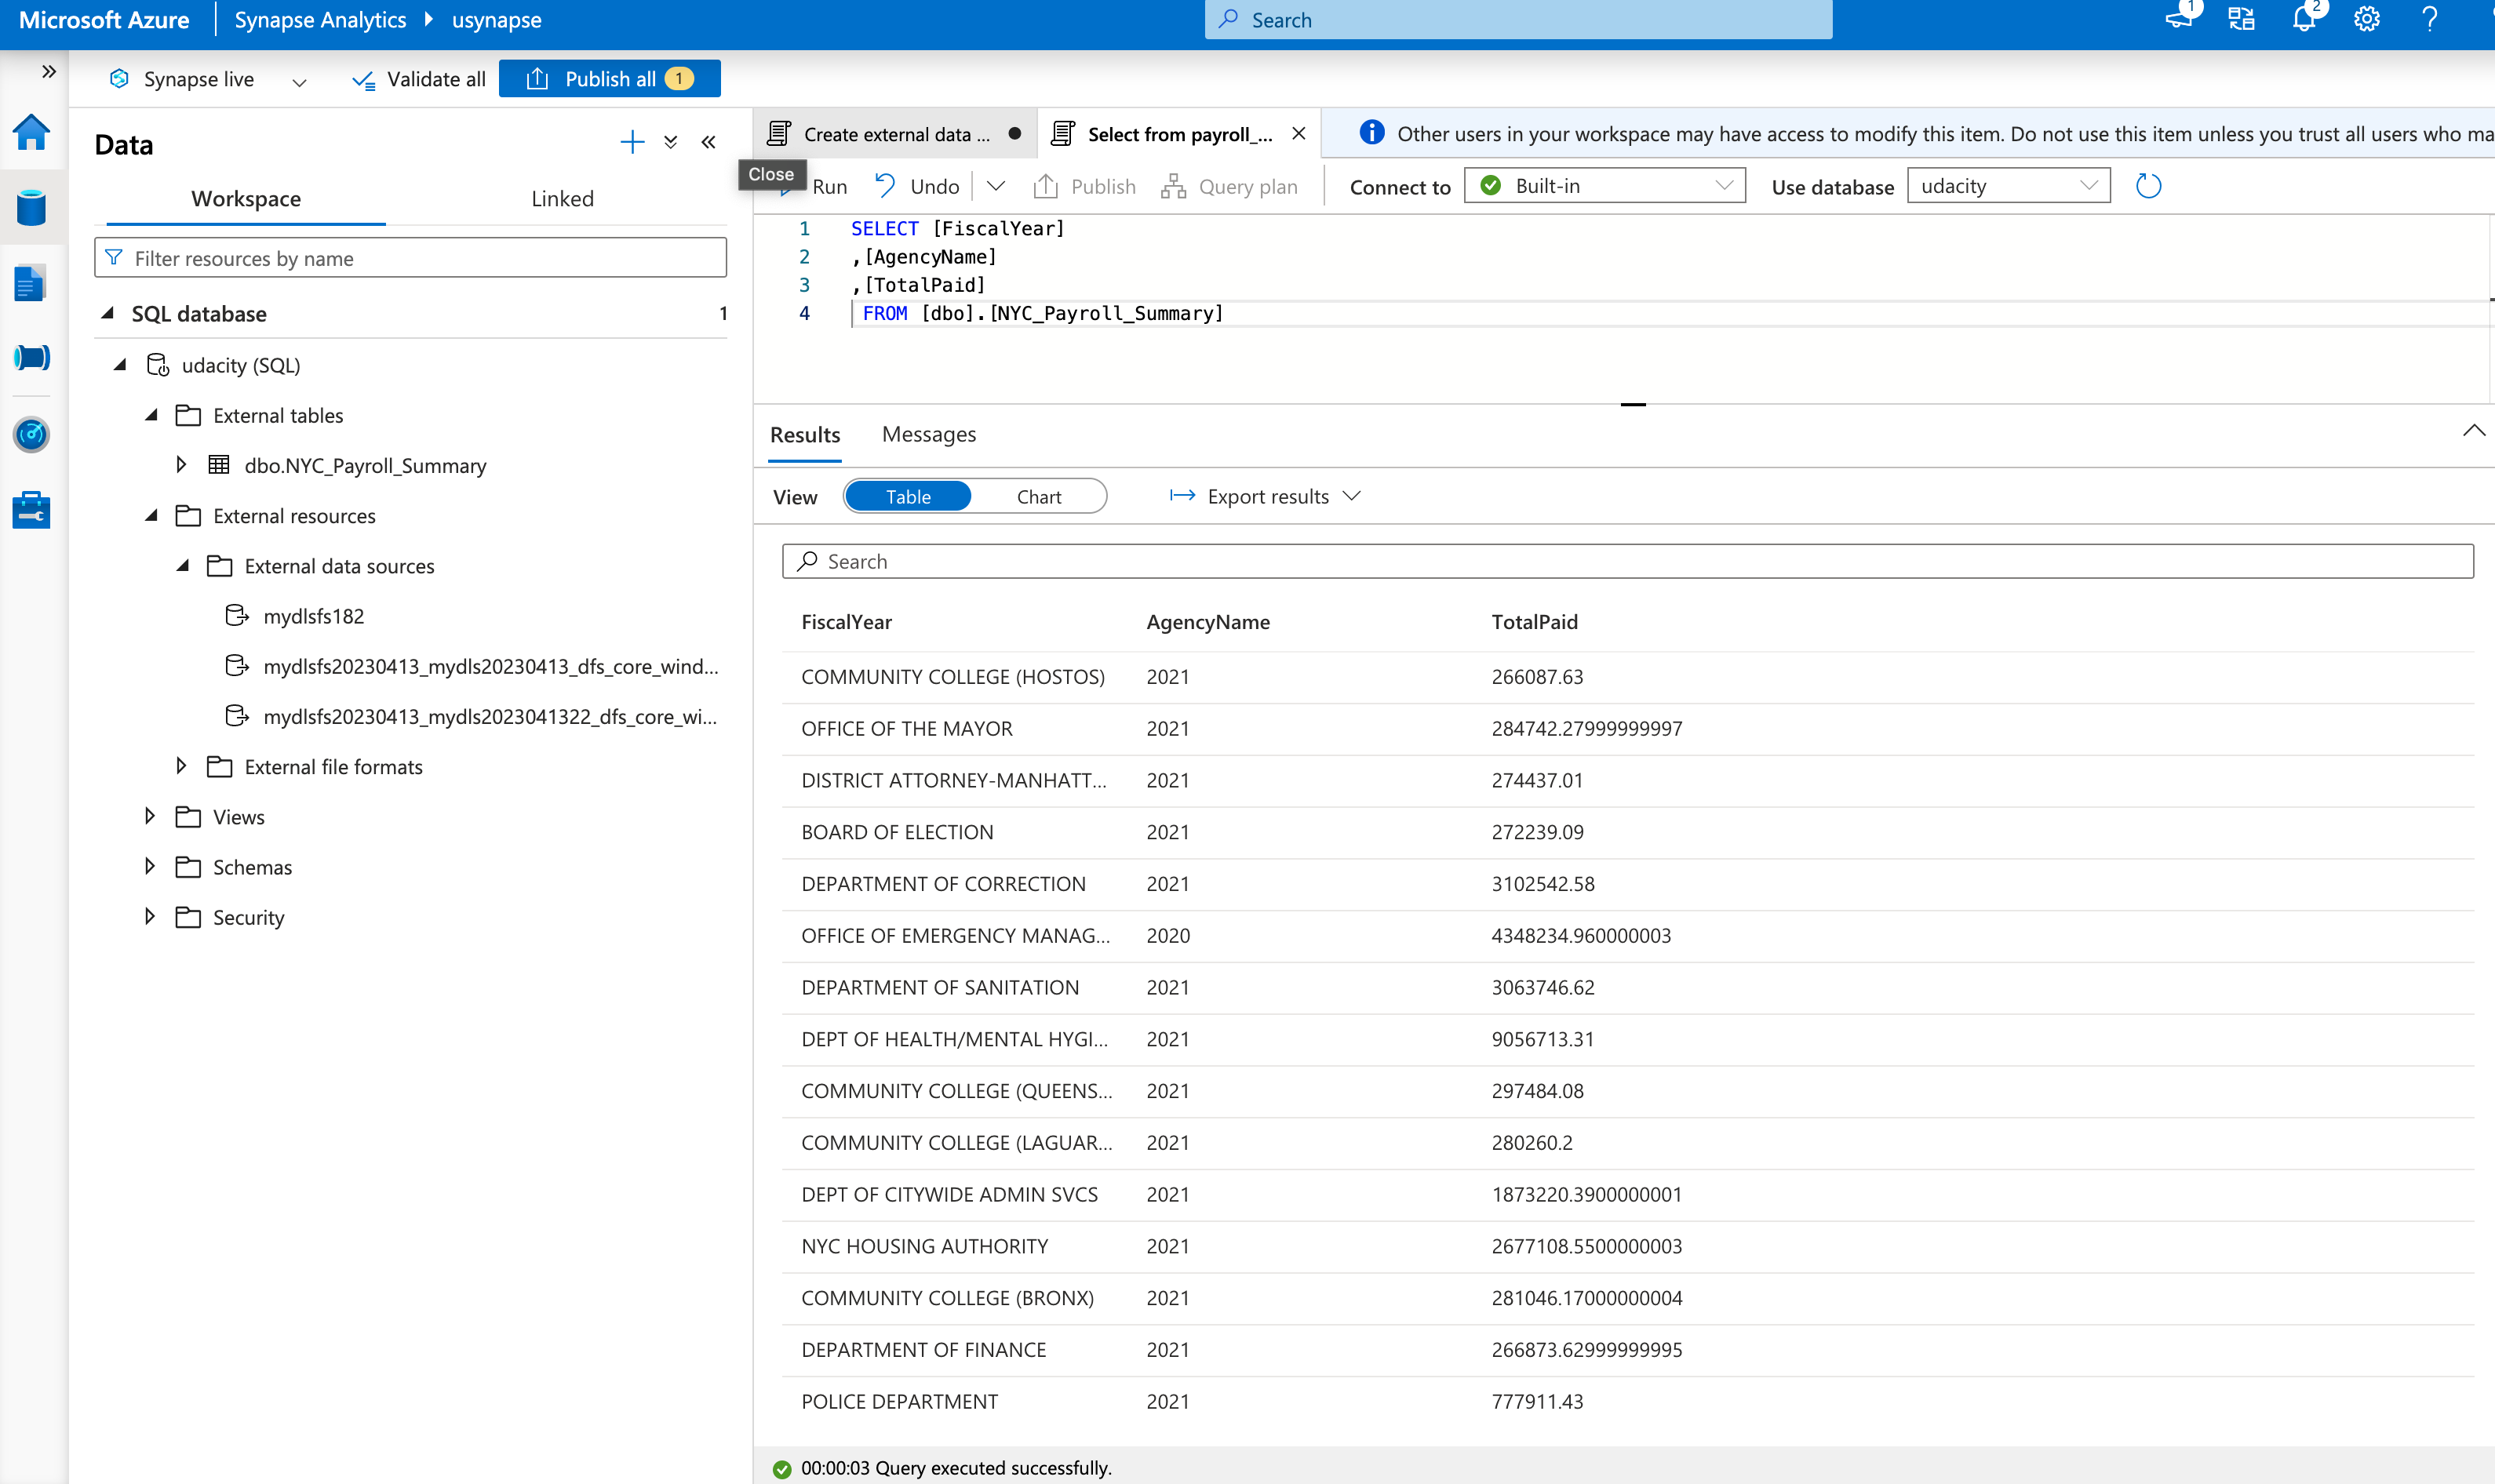 Microsoft Azure | Synapse Analytics ▶ usynapse
Search
1
2
?
Synapse live
Validate all
Publish all 1
Data
Workspace
Linked
Filter resources by name
SQL database 1
udacity (SQL)
External tables
dbo.NYC_Payroll_Summary
External resources
External data sources
mydlsfs182
mydlsfs20230413_mydls20230413_dfs_core_wind...
mydlsfs20230413_mydls2023041322_dfs_core_wi...
External file formats
Views
Schemas
Security
Create external data ...
Select from payroll_...
Other users in your workspace may have access to modify this item. Do not use this item unless you trust all users who ma
Close
Run
Undo
Publish
Query plan
Connect to
Built-in
Use database
udacity
1 SELECT [FiscalYear]
2 ,[AgencyName]
3 ,[TotalPaid]
4 FROM [dbo].[NYC_Payroll_Summary]
Results
Messages
View
Table
Chart
Export results
Search
FiscalYear AgencyName TotalPaid
COMMUNITY COLLEGE (HOSTOS) 2021 266087.63
OFFICE OF THE MAYOR 2021 284742.27999999997
DISTRICT ATTORNEY-MANHATT... 2021 274437.01
BOARD OF ELECTION 2021 272239.09
DEPARTMENT OF CORRECTION 2021 3102542.58
OFFICE OF EMERGENCY MANAG... 2020 4348234.960000003
DEPARTMENT OF SANITATION 2021 3063746.62
DEPT OF HEALTH/MENTAL HYGI... 2021 9056713.31
COMMUNITY COLLEGE (QUEENS... 2021 297484.08
COMMUNITY COLLEGE (LAGUAR... 2021 280260.2
DEPT OF CITYWIDE ADMIN SVCS 2021 1873220.3900000001
NYC HOUSING AUTHORITY 2021 2677108.5500000003
COMMUNITY COLLEGE (BRONX) 2021 281046.17000000004
DEPARTMENT OF FINANCE 2021 266873.62999999995
POLICE DEPARTMENT 2021 777911.43
00:00:03 Query executed successfully.